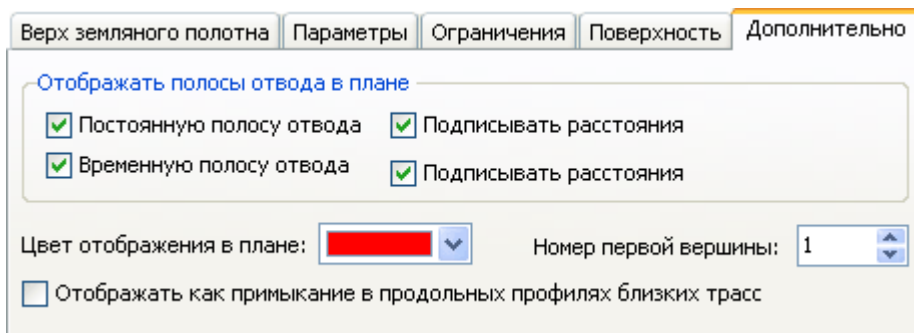 Верх земляного полотна Параметры Ограничения Поверхность Дополнительно
Отображать полосы отвода в плане
Постоянную полосу отвода Подписывать расстояния
Временную полосу отвода Подписывать расстояния
Цвет отображения в плане: Номер первой вершины: 1
Отображать как примыкание в продольных профилях близких трасс